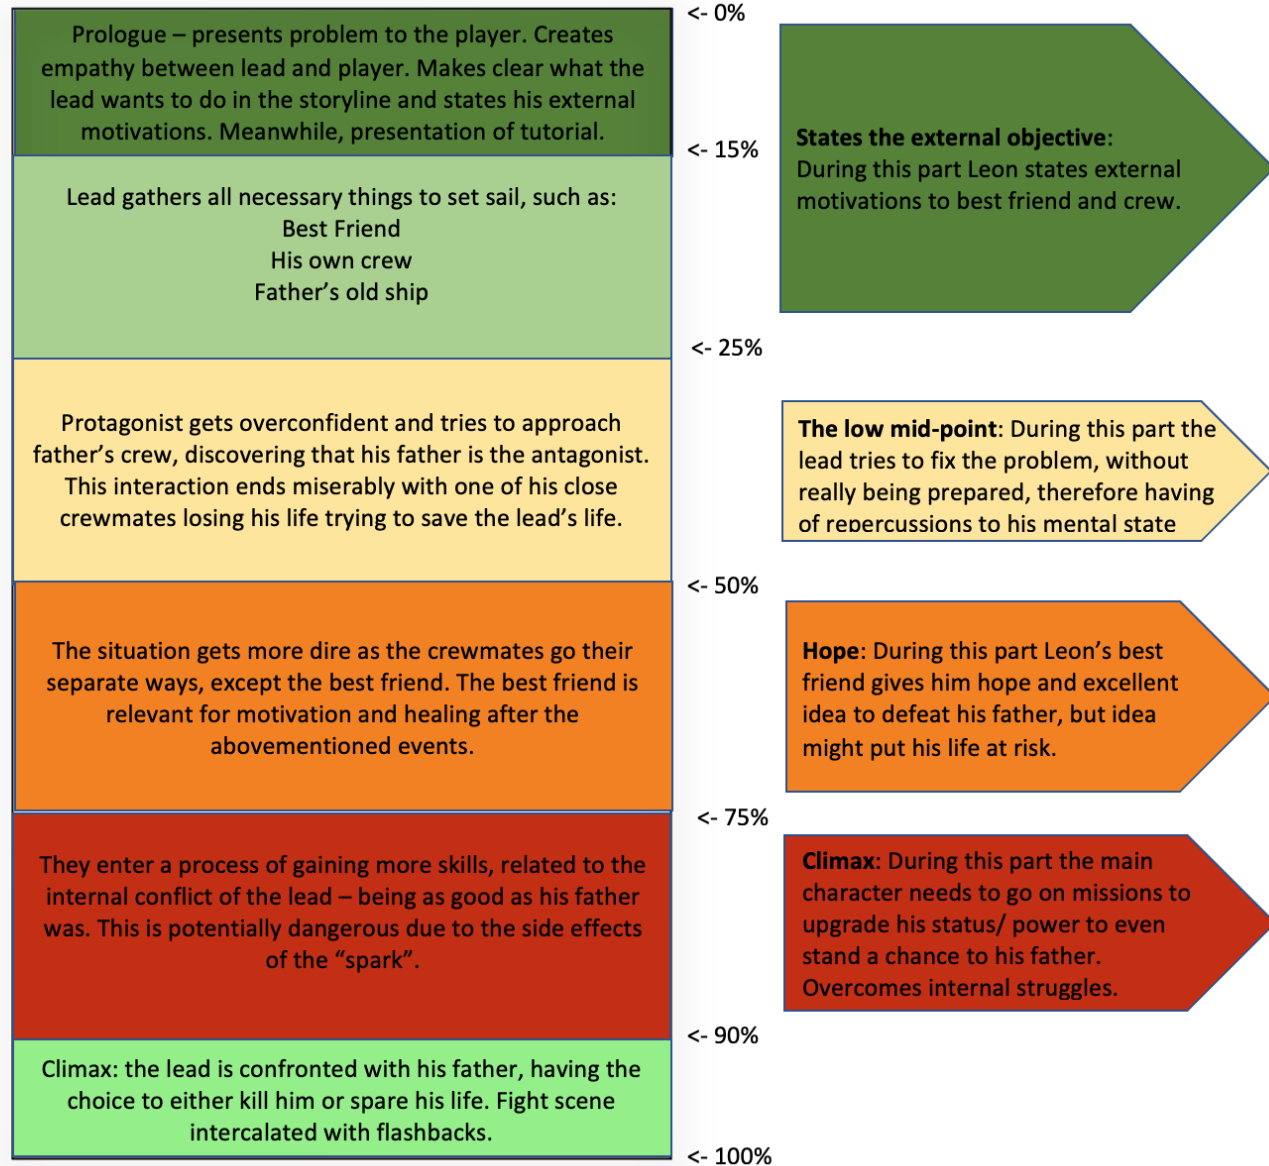 <- 0%
Prologue – presents problem to the player. Creates
empathy between lead and player. Makes clear what the
lead wants to do in the storyline and states his external
motivations. Meanwhile, presentation of tutorial.
<- 15%
States the external objective:
During this part Leon states external
motivations to best friend and crew.
Lead gathers all necessary things to set sail, such as:
Best Friend
His own crew
Father's old ship
<- 25%
Protagonist gets overconfident and tries to approach
father's crew, discovering that his father is the antagonist.
This interaction ends miserably with one of his close
crewmates losing his life trying to save the lead's life.
The low mid-point: During this part the
lead tries to fix the problem, without
really being prepared, therefore having
of repercussions to his mental state
<- 50%
The situation gets more dire as the crewmates go their
separate ways, except the best friend. The best friend is
relevant for motivation and healing after the
abovementioned events.
Hope: During this part Leon's best
friend gives him hope and excellent
idea to defeat his father, but idea
might put his life at risk.
<- 75%
They enter a process of gaining more skills, related to the
internal conflict of the lead – being as good as his father
was. This is potentially dangerous due to the side effects
of the “spark”.
Climax: During this part the main
character needs to go on missions to
upgrade his status/ power to even
stand a chance to his father.
Overcomes internal struggles.
<- 90%
Climax: the lead is confronted with his father, having the
choice to either kill him or spare his life. Fight scene
intercalated with flashbacks.
<- 100%